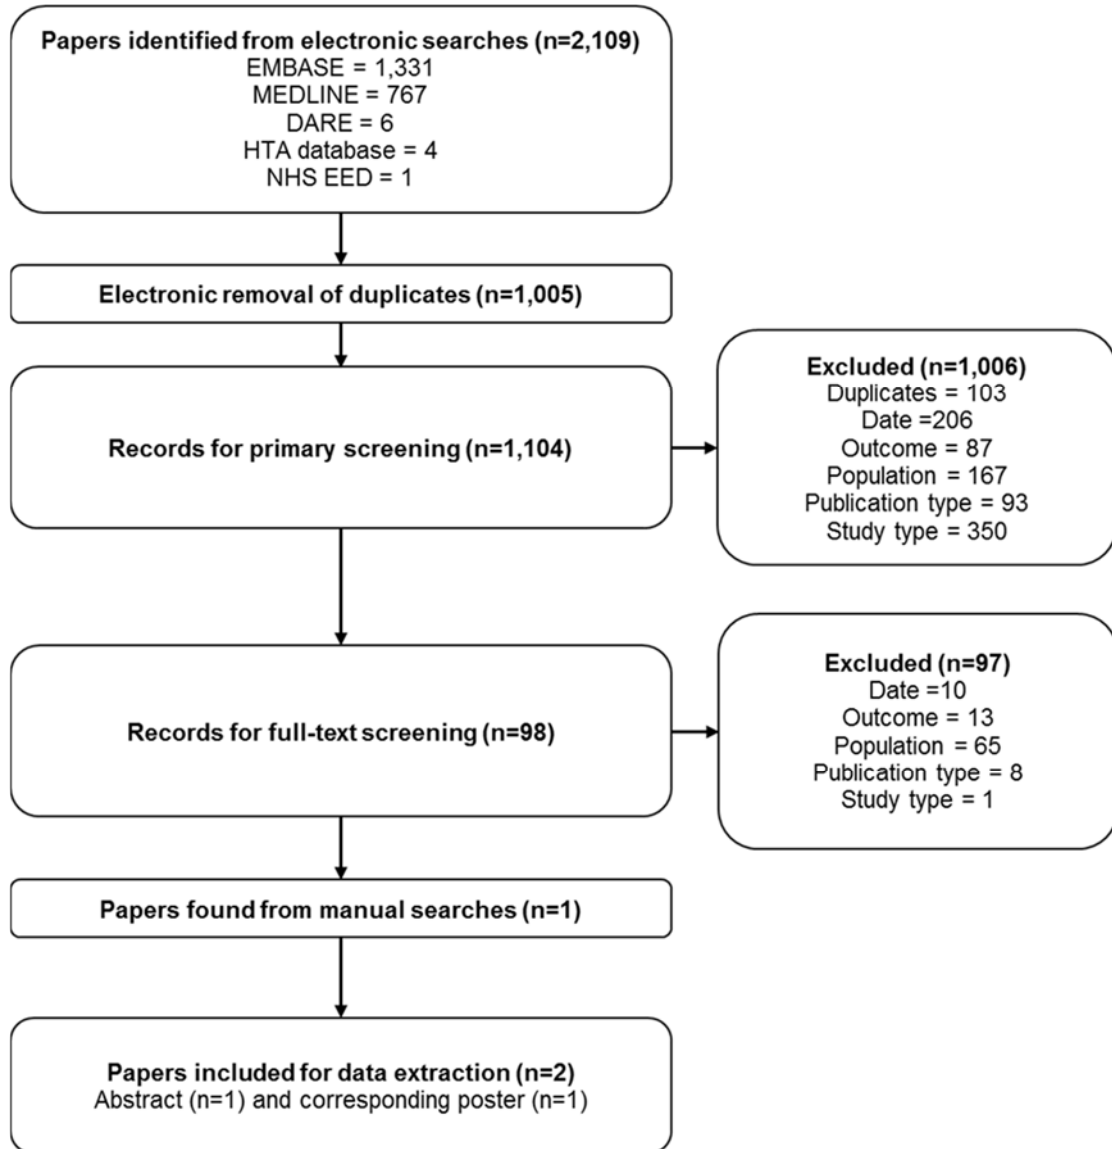 Papers identified from electronic searches (n=2,109)
EMBASE = 1,331
MEDLINE = 767
DARE = 6
HTA database = 4
NHS EED = 1
Electronic removal of duplicates (n=1,005)
Records for primary screening (n=1,104)
Excluded (n=1,006)
Duplicates = 103
Date =206
Outcome = 87
Population = 167
Publication type = 93
Study type = 350
Records for full-text screening (n=98)
Excluded (n=97)
Date =10
Outcome = 13
Population = 65
Publication type = 8
Study type = 1
Papers found from manual searches (n=1)
Papers included for data extraction (n=2)
Abstract (n=1) and corresponding poster (n=1)